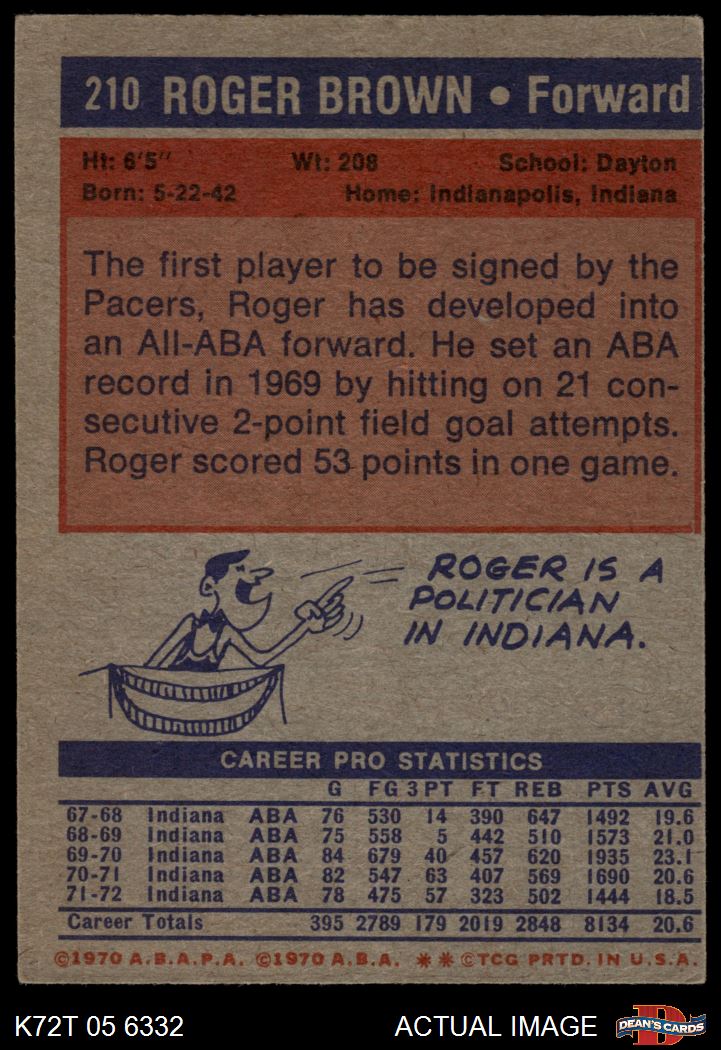 210 ROGER BROWN • Forward
Ht: 6'5" Wt: 208 School: Dayton
Born: 5-22-42 Home: Indianapolis, Indiana
The first player to be signed by the
Pacers, Roger has developed into
an All-ABA forward. He set an ABA
record in 1969 by hitting on 21 con-
secutive 2-point field goal attempts.
Roger scored 53 points in one game.
ROGER IS A
POLITICIAN
IN INDIANA.
CAREER PRO STATISTICS
G FG 3PT FT REB PTS AVG
67-68 Indiana ABA 76 530 14 390 647 1492 19.6
68-69 Indiana ABA 75 558 5 442 510 1573 21.0
69-70 Indiana ABA 84 679 40 457 620 1935 23.1
70-71 Indiana ABA 82 547 63 407 569 1690 20.6
71-72 Indiana ABA 78 475 57 323 502 1444 18.5
Career Totals 395 2789 179 2019 2848 8134 20.6
©1970 A.B.A.P.A. ©1970 A.B.A. ** ©TCG PRTD. IN U.S.A.
K72T 05 6332 ACTUAL IMAGE D DEAN'S CARDS